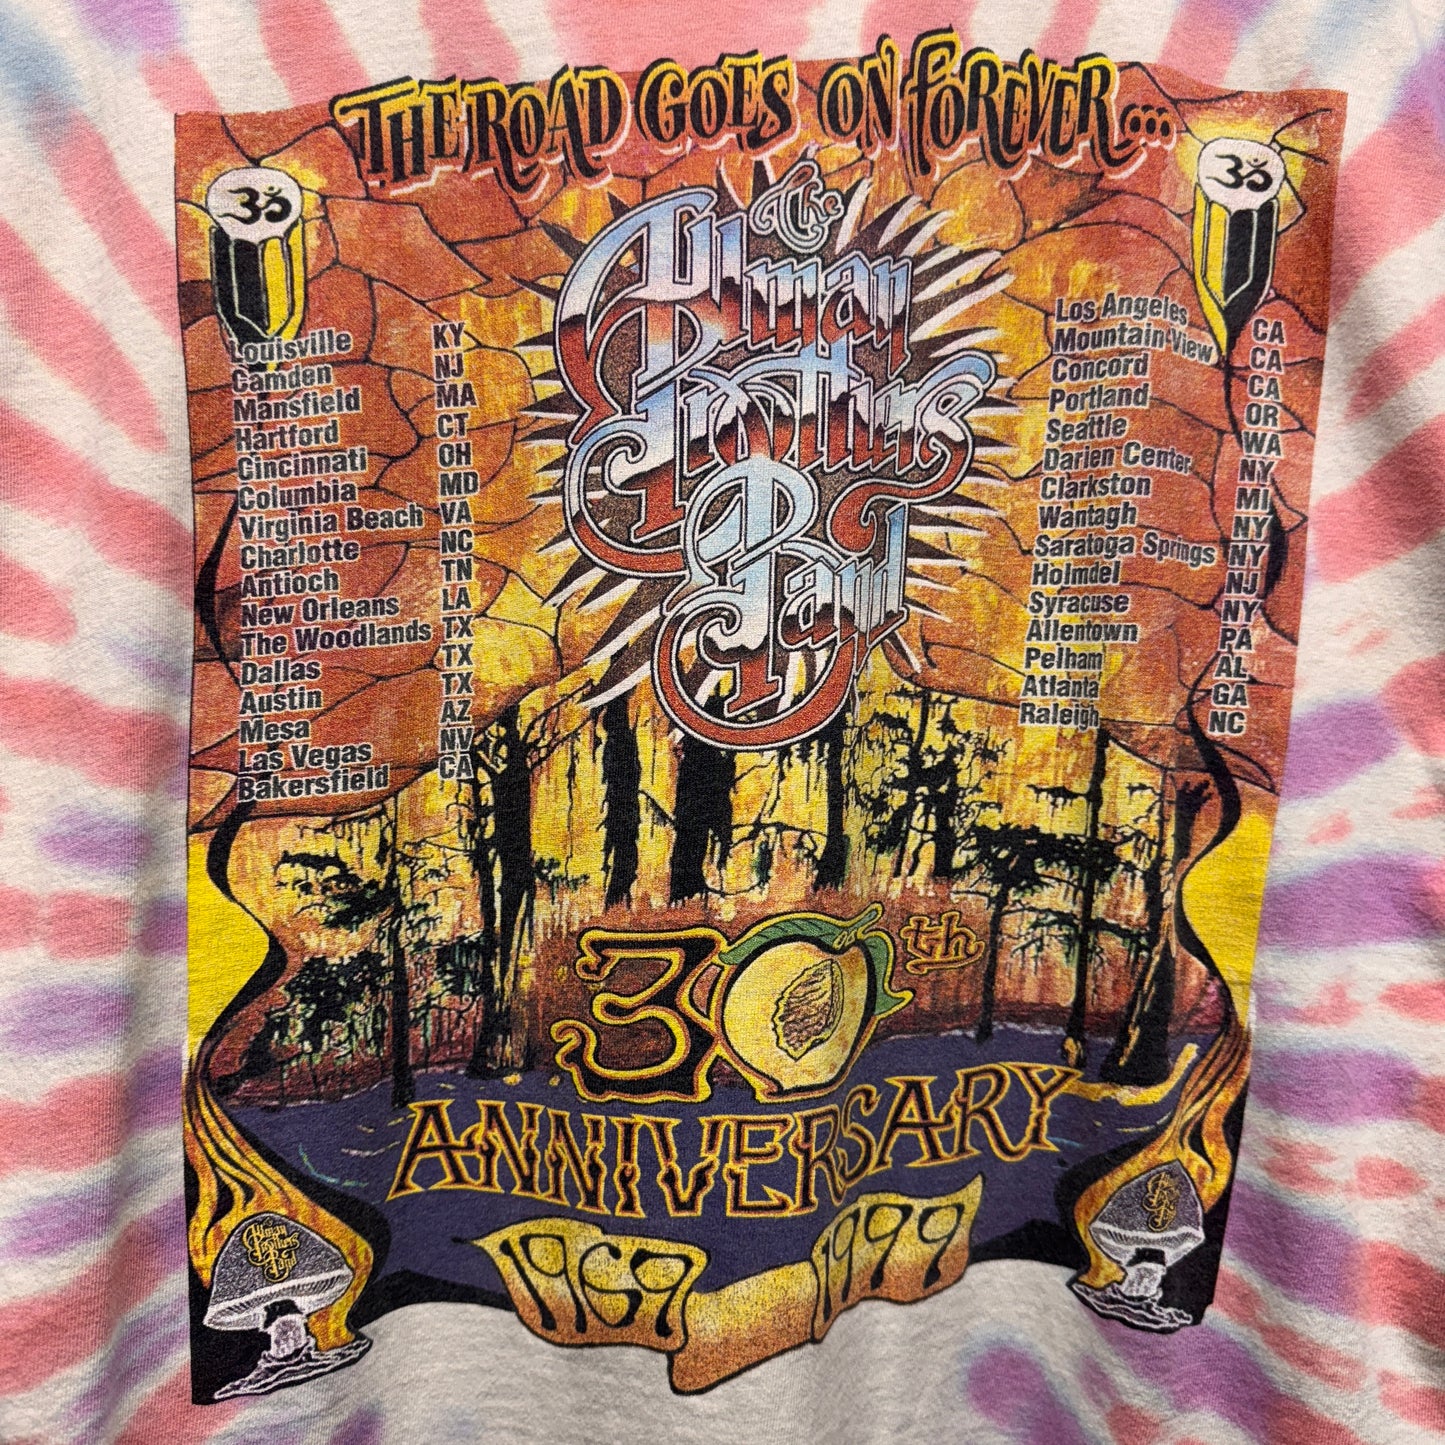 THE ROAD GOES ON FOREVER...
ॐ
ॐ
The
Allman
Brothers
Band
Louisville KY
Camden NJ
Mansfield MA
Hartford CT
Cincinnati OH
Columbia MD
Virginia Beach VA
Charlotte NC
Antioch TN
New Orleans LA
The Woodlands TX
Dallas TX
Austin TX
Mesa AZ
Las Vegas NV
Bakersfield CA
Los Angeles CA
Mountain View CA
Concord CA
Portland OR
Seattle WA
Darien Center NY
Clarkston MI
Wantagh NY
Saratoga Springs NY
Holmdel NJ
Syracuse NY
Allentown PA
Pelham AL
Atlanta GA
Raleigh NC
30th
ANNIVERSARY
1969 1999
Allman
Brothers
Band